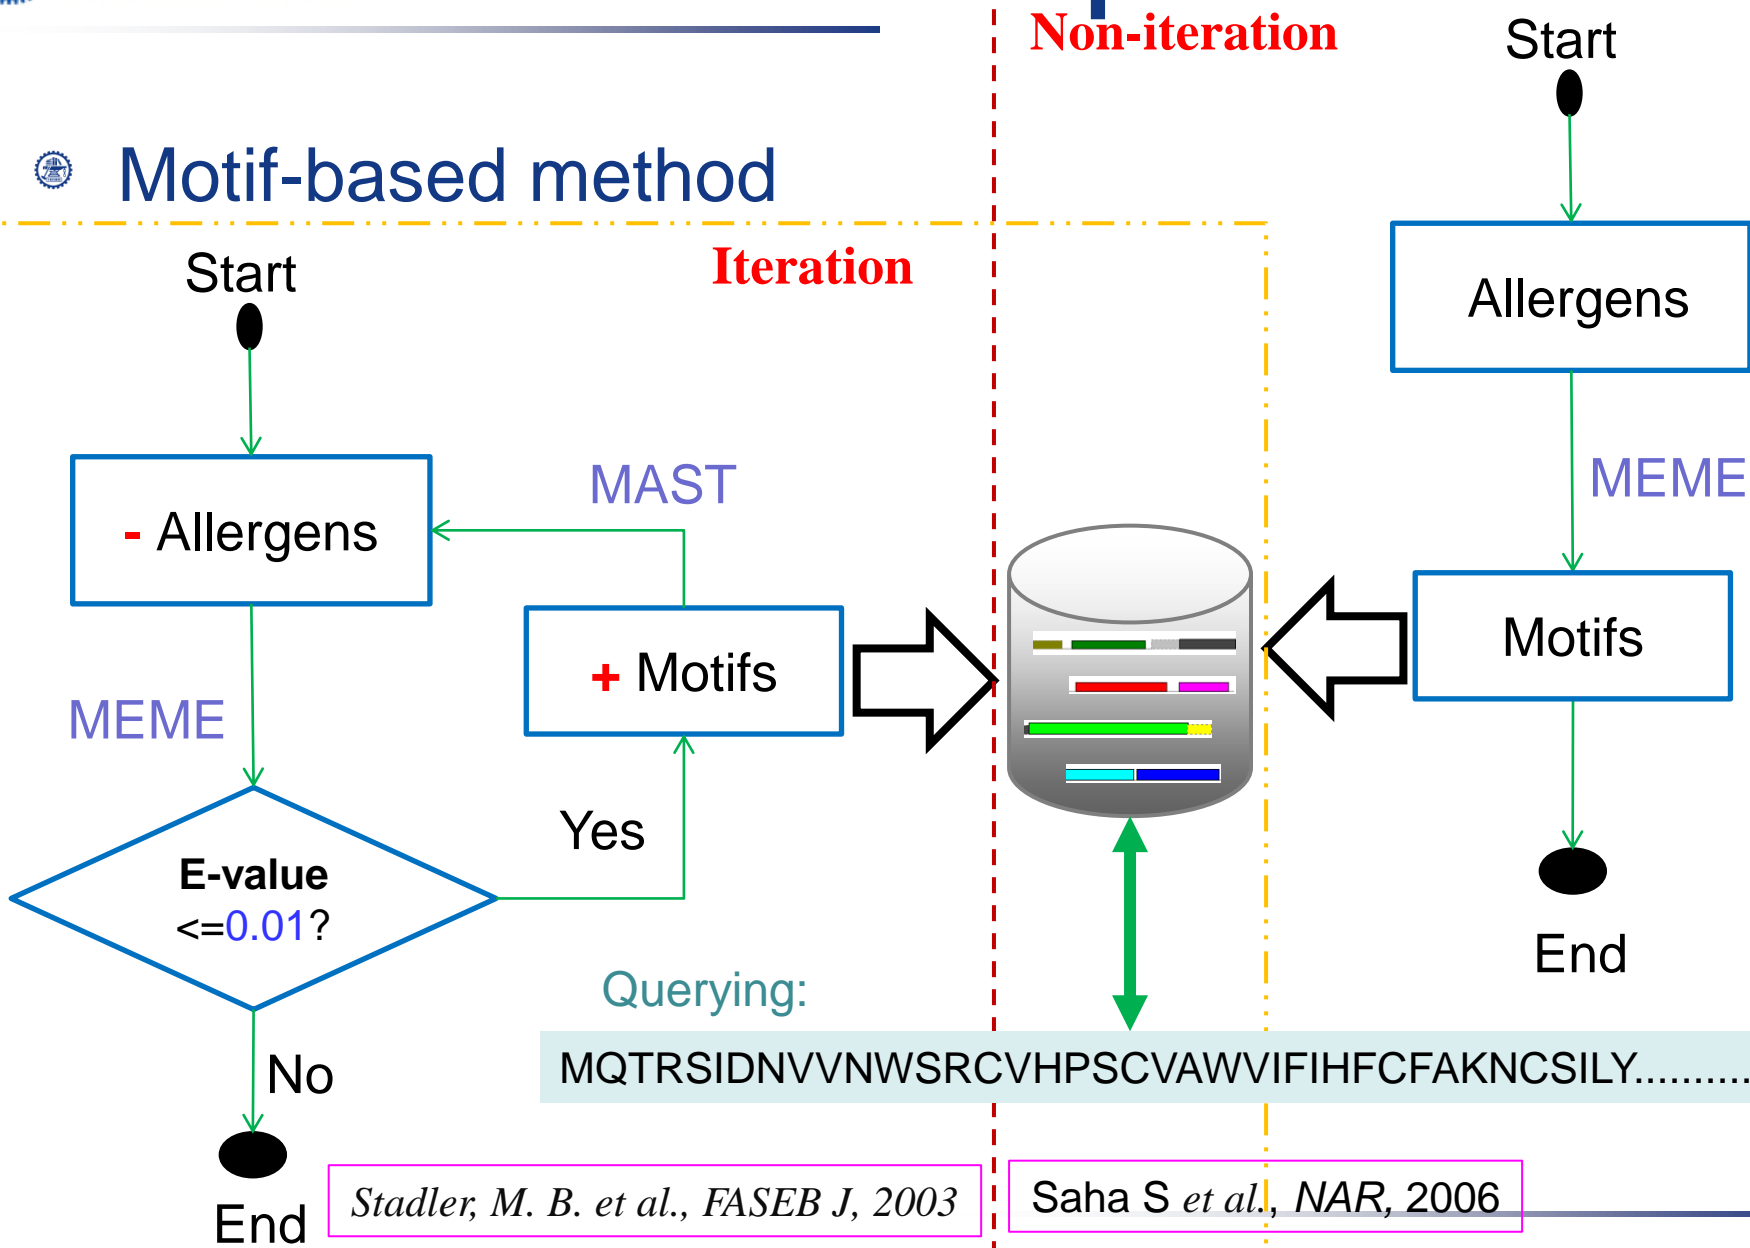 Non-iteration
Start
Motif-based method
Iteration
Start
Allergens
MAST
MEME
- Allergens
+ Motifs
Motifs
MEME
Yes
E-value
<=0.01?
End
Querying:
MQTRSIDNVVNWSRCVHPSCVAWVIFIHFCFAKNCSILY..........
No
End
Stadler, M. B. et al., FASEB J, 2003
Saha S et al., NAR, 2006